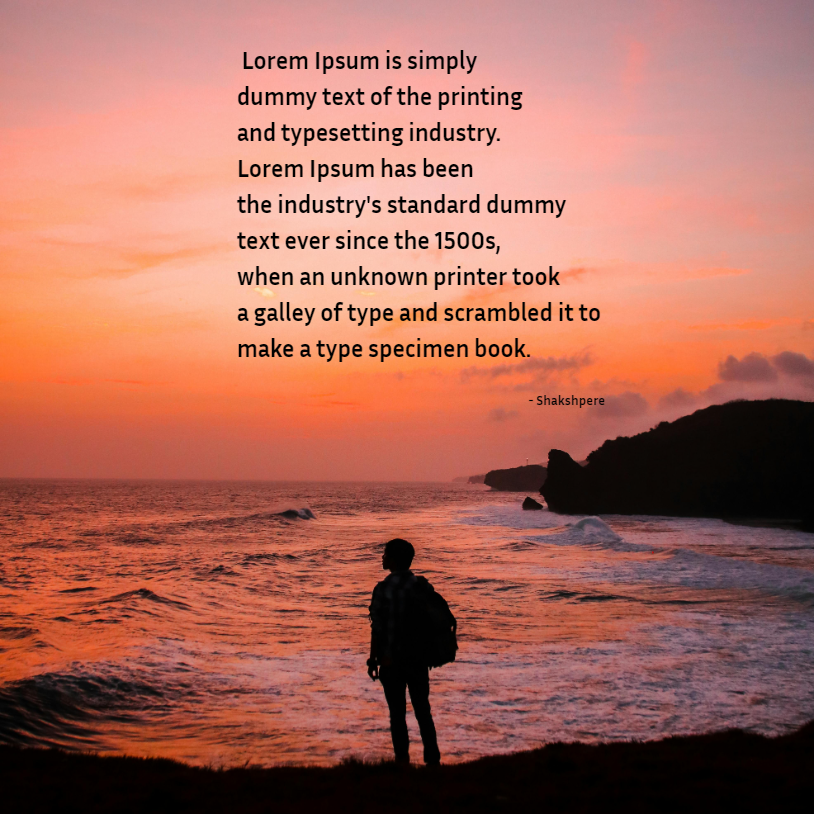 Lorem Ipsum is simply
dummy text of the printing
and typesetting industry.
Lorem Ipsum has been
the industry's standard dummy
text ever since the 1500s,
when an unknown printer took
a galley of type and scrambled it to
make a type specimen book.
- Shakshpere